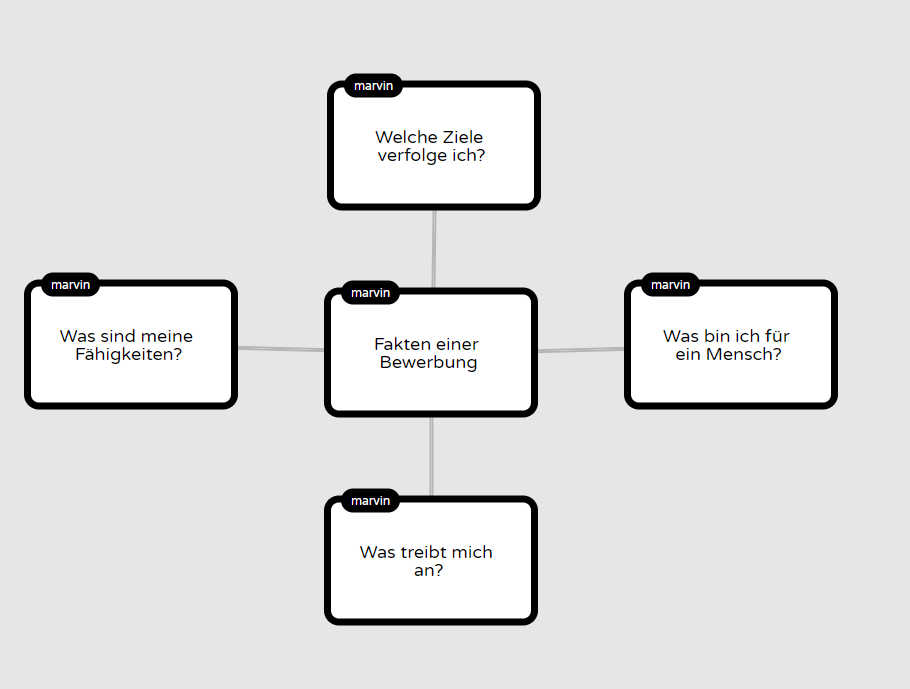 marvin
Welche Ziele
verfolge ich?
marvin
Was sind meine
Fähigkeiten?
marvin
Fakten einer
Bewerbung
marvin
Was bin ich für
ein Mensch?
marvin
Was treibt mich
an?